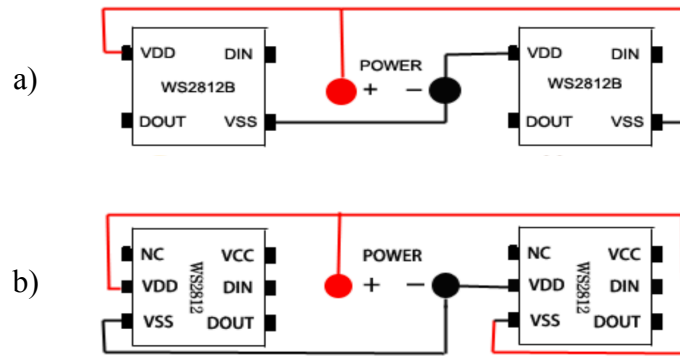 VDD DIN
WS2812B
DOUT VSS
a)
POWER
+ −
VDD DIN
WS2812B
DOUT VSS
b)
NC VCC
VDD DIN
VSS DOUT
WS2812
POWER
+ −
NC VCC
VDD DIN
VSS DOUT
WS2812